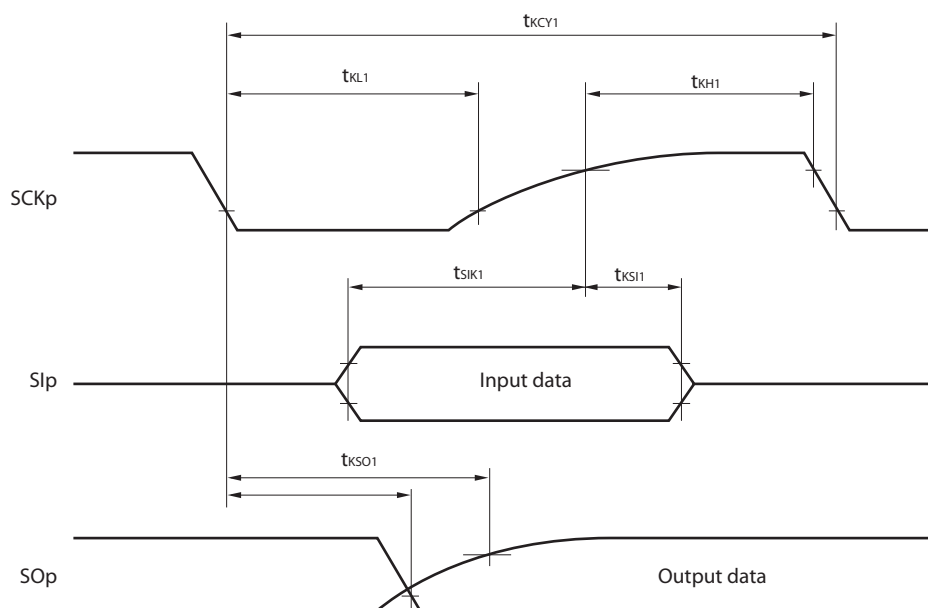 tKCY1
tKL1
tKH1
SCKp
tSIK1
tKSI1
SIp
Input data
tKSO1
SOp
Output data